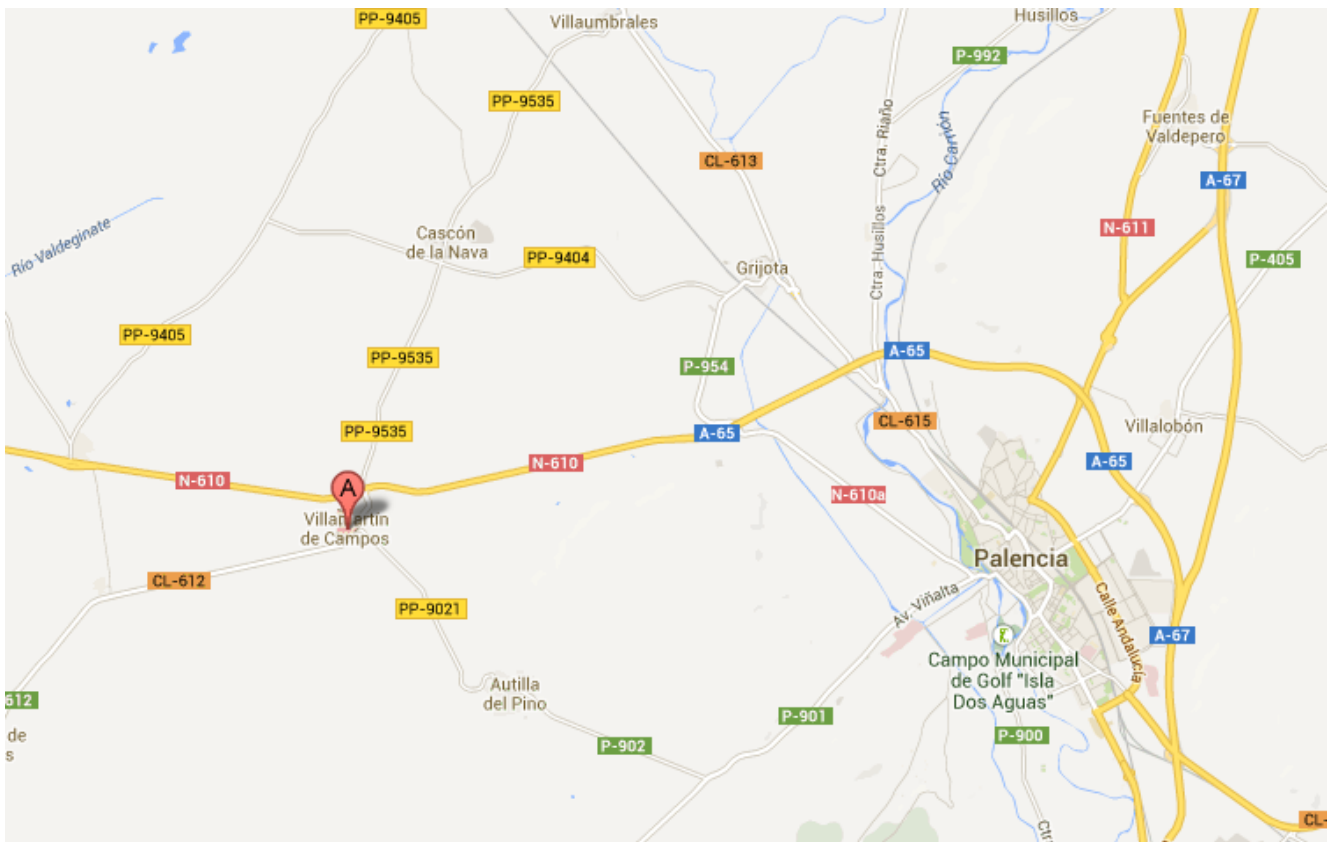 PP-9405
Villaumbrales
Husillos
P-992
PP-9535
Ctra. Riaño
Fuentes de
Valdepero
CL-613
Río Carrión
A-67
Río Valdeginate
Cascón
de la Nava
N-611
PP-9404
Grijota
Ctra. Husillos
P-405
PP-9405
PP-9535
A-65
P-954
CL-615
Villalobón
PP-9535
A-65
N-610
A-65
N-610
A
N-610a
Villamartín
de Campos
Palencia
CL-612
PP-9021
Av. Viñalta
Calle Andalucía
A-67
Campo Municipal
de Golf "Isla
Dos Aguas"
Autilla
del Pino
612
P-901
P-900
de
s
P-902
CL-
Ctr